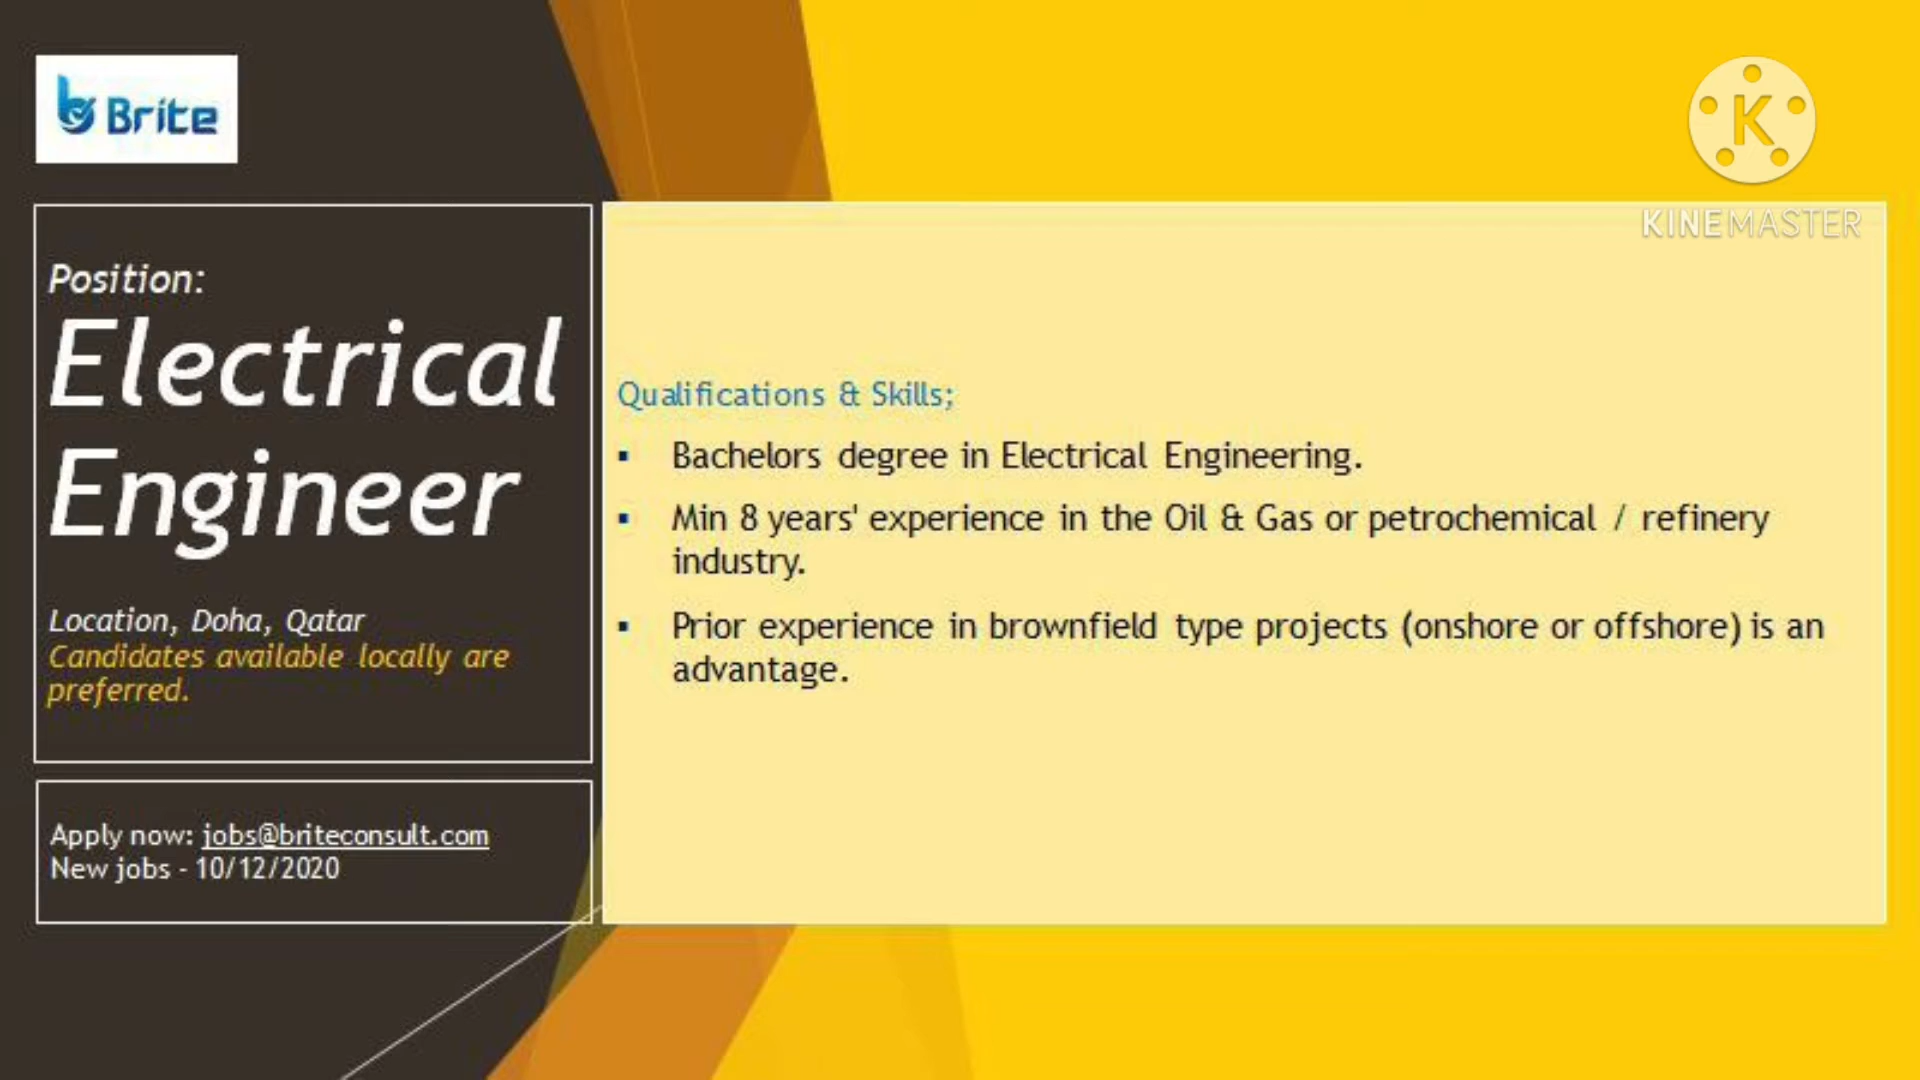 Brite
K
KINEMASTER
Position:
Electrical
Engineer
Location, Doha, Qatar
Candidates available locally are
preferred.
Apply now: jobs@briteconsult.com
New jobs - 10/12/2020
Qualifications & Skills;
▪ Bachelors degree in Electrical Engineering.
▪ Min 8 years' experience in the Oil & Gas or petrochemical / refinery
industry.
▪ Prior experience in brownfield type projects (onshore or offshore) is an
advantage.